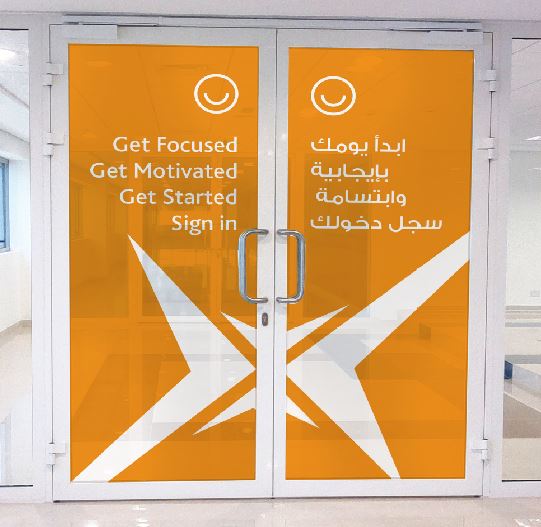 Get Focused
Get Motivated
Get Started
Sign in
ابدأ يومك
بإيجابية
وابتسامة
سجل دخولك